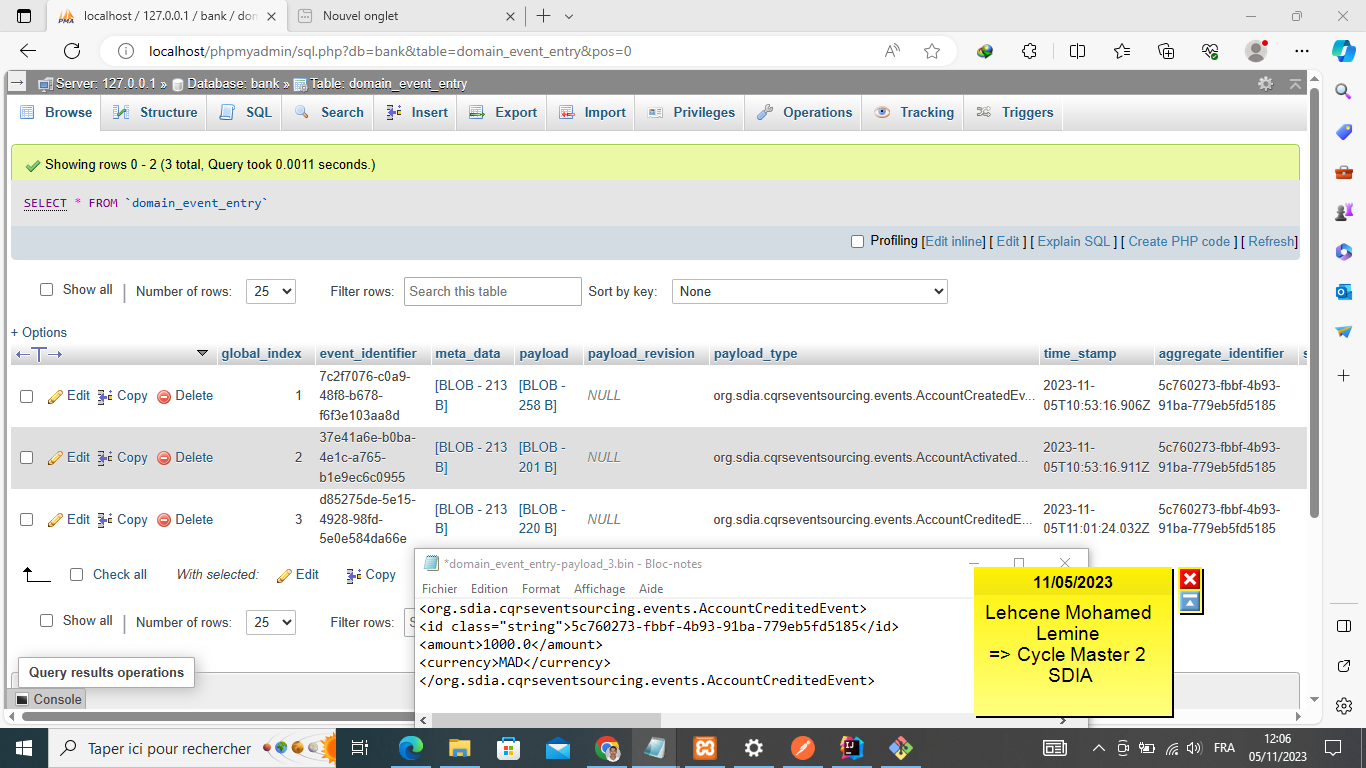 localhost / 127.0.0.1 / bank / don
Nouvel onglet
localhost/phpmyadmin/sql.php?db=bank&table=domain_event_entry&pos=0
Server: 127.0.0.1 » Database: bank » Table: domain_event_entry
Browse Structure SQL Search Insert Export Import Privileges Operations Tracking Triggers
Showing rows 0 - 2 (3 total, Query took 0.0011 seconds.)
SELECT * FROM `domain_event_entry`
Profiling [Edit inline] [ Edit ] [ Explain SQL ] [ Create PHP code ] [ Refresh]
Show all | Number of rows: 25 Filter rows: Search this table Sort by key: None
+ Options
←T→ global_index event_identifier meta_data payload payload_revision payload_type time_stamp aggregate_identifier s
Edit Copy Delete 1 7c2f7076-c0a9-48f8-b678-f6f3e103aa8d [BLOB - 213 B] [BLOB - 258 B] NULL org.sdia.cqrseventsourcing.events.AccountCreatedEv... 2023-11-05T10:53:16.906Z 5c760273-fbbf-4b93-91ba-779eb5fd5185
Edit Copy Delete 2 37e41a6e-b0ba-4e1c-a765-b1e9ec6c0955 [BLOB - 213 B] [BLOB - 201 B] NULL org.sdia.cqrseventsourcing.events.AccountActivated... 2023-11-05T10:53:16.911Z 5c760273-fbbf-4b93-91ba-779eb5fd5185
Edit Copy Delete 3 d85275de-5e15-4928-98fd-5e0e584da66e [BLOB - 213 B] [BLOB - 220 B] NULL org.sdia.cqrseventsourcing.events.AccountCreditedE... 2023-11-05T11:01:24.032Z 5c760273-fbbf-4b93-91ba-779eb5fd5185
Check all With selected: Edit Copy
Show all | Number of rows: 25 Filter rows: S
Query results operations
Console
*domain_event_entry-payload_3.bin - Bloc-notes
Fichier Edition Format Affichage Aide
<org.sdia.cqrseventsourcing.events.AccountCreditedEvent>
<id class="string">5c760273-fbbf-4b93-91ba-779eb5fd5185</id>
<amount>1000.0</amount>
<currency>MAD</currency>
</org.sdia.cqrseventsourcing.events.AccountCreditedEvent>
11/05/2023
Lehcene Mohamed
Lemine
=> Cycle Master 2
SDIA
Taper ici pour rechercher
FRA
12:06
05/11/2023